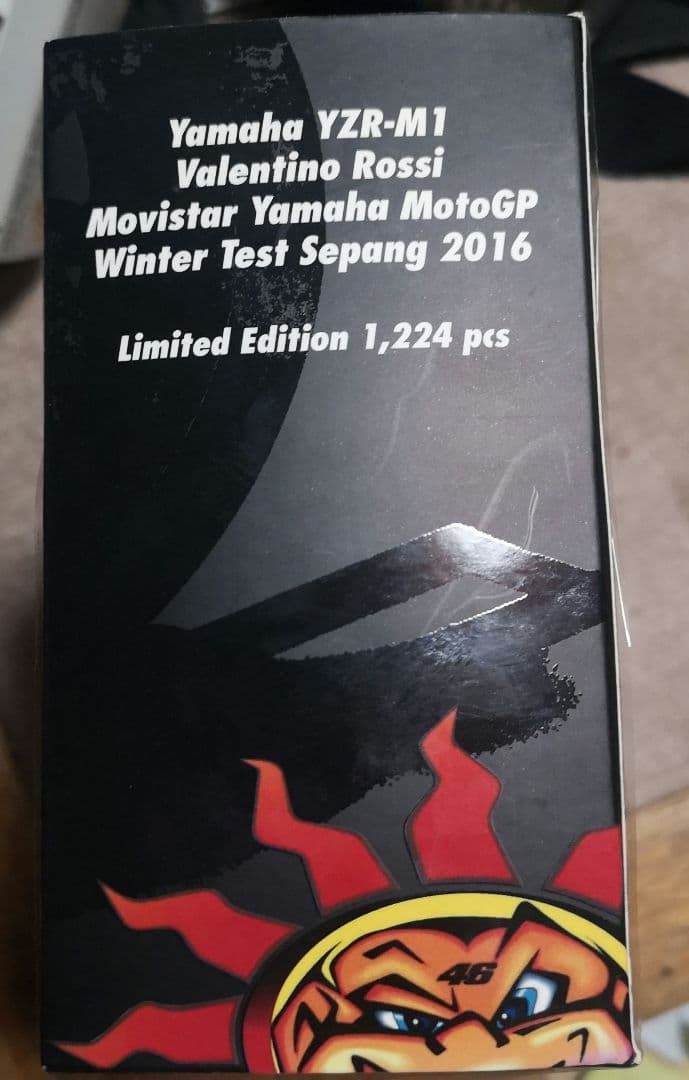 Yamaha YZR-M1
Valentino Rossi
Movistar Yamaha MotoGP
Winter Test Sepang 2016
Limited Edition 1,224 pcs
46